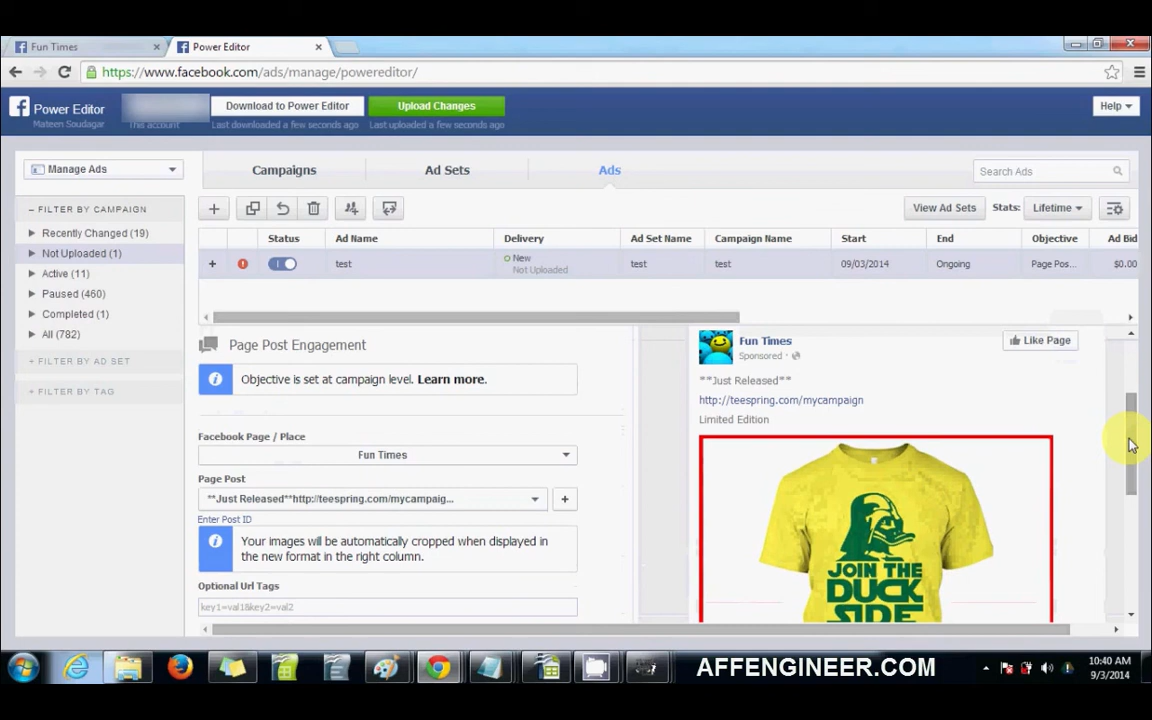 Fun Times
Power Editor
https://www.facebook.com/ads/manage/powereditor/
Power Editor
Mateen Soudagar
This account
Download to Power Editor
Last downloaded a few seconds ago
Upload Changes
Last uploaded a few seconds ago
Help
Manage Ads
Campaigns
Ad Sets
Ads
Search Ads
– FILTER BY CAMPAIGN
Recently Changed (19)
Not Uploaded (1)
Active (11)
Paused (460)
Completed (1)
All (782)
+ FILTER BY AD SET
+ FILTER BY TAG
View Ad Sets
Stats:
Lifetime
Status
Ad Name
Delivery
Ad Set Name
Campaign Name
Start
End
Objective
Ad Bid
test
New
Not Uploaded
test
test
09/03/2014
Ongoing
Page Pos...
$0.00
Page Post Engagement
Objective is set at campaign level. Learn more.
Facebook Page / Place
Fun Times
Page Post
**Just Released**http://teespring.com/mycampaig...
Enter Post ID
Your images will be automatically cropped when displayed in
the new format in the right column.
Optional Url Tags
key1=val1&key2=val2
Fun Times
Sponsored ·
Like Page
**Just Released**
http://teespring.com/mycampaign
Limited Edition
JOIN THE
DUCK
SIDE
AFFENGINEER.COM
10:40 AM
9/3/2014